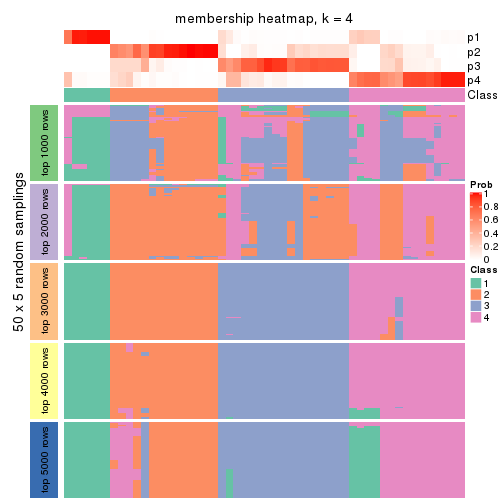 membership heatmap, k = 4
p1
p2
p3
p4
Class
50 x 5 random samplings
top 1000 rows
top 2000 rows
top 3000 rows
top 4000 rows
top 5000 rows
Prob
1
0.8
0.6
0.4
0.2
0
Class
1
2
3
4